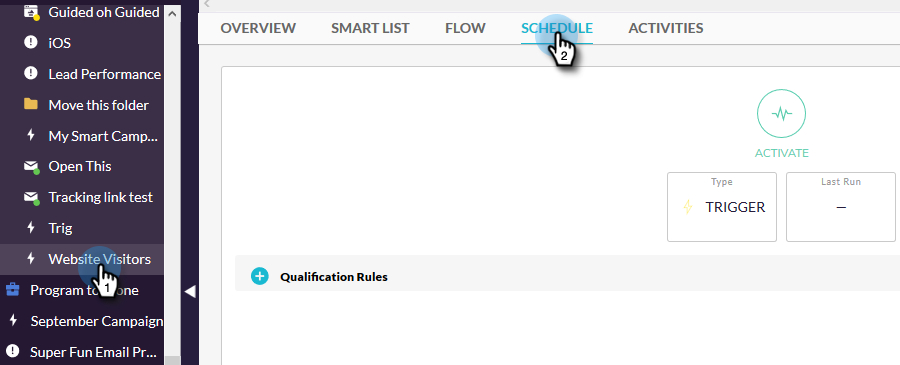 Guided oh Guided
iOS
Lead Performance
Move this folder
My Smart Camp...
Open This
Tracking link test
Trig
Website Visitors
1
Program to
one
September Campaign
Super Fun Email Pr...
OVERVIEW SMART LIST FLOW SCHEDULE ACTIVITIES
2
ACTIVATE
Type
TRIGGER
Last Run
—
Qualification Rules